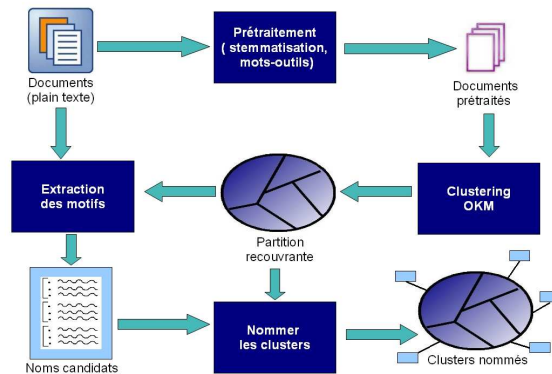 Prétraitement
( stemmatisation,
mots-outils)
Documents
(plain texte)
Documents
prétraités
Extraction
des motifs
Clustering
OKM
Partition
recouvrante
Nommer
les clusters
Noms candidats
Clusters nommés